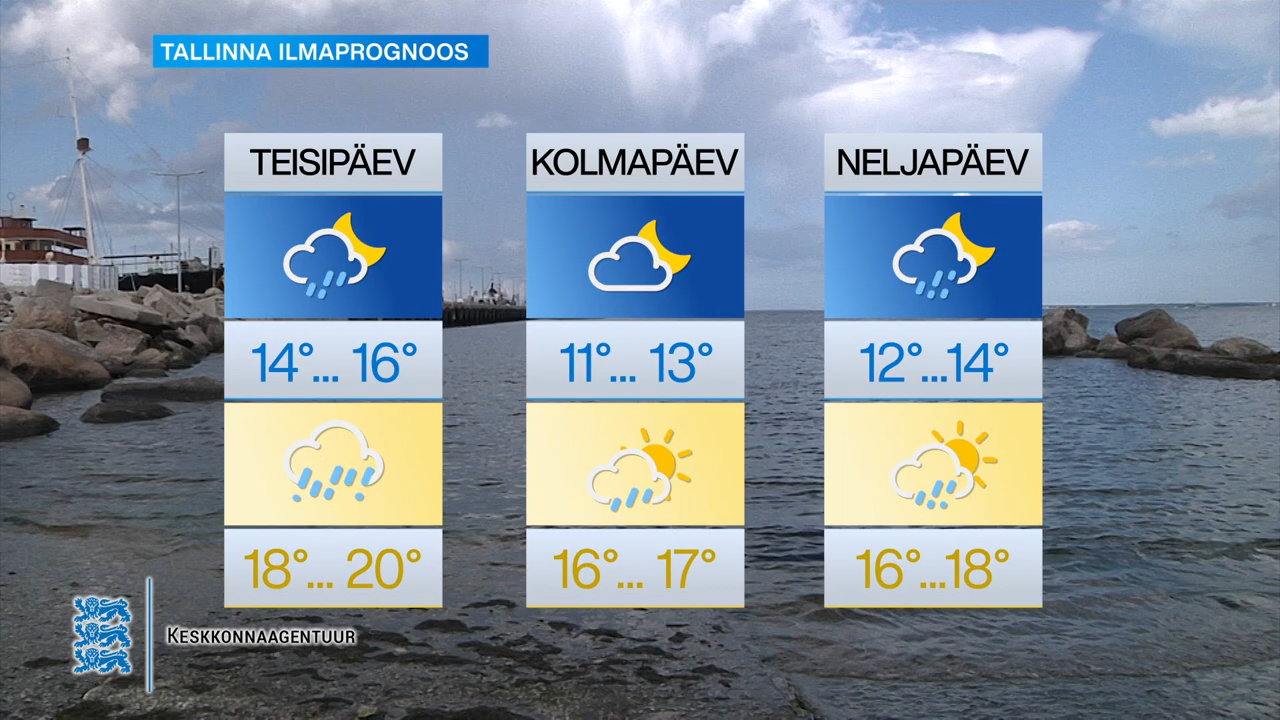 TALLINNA ILMAPROGNOOS
TEISIPÄEV
14°... 16°
18°... 20°
KOLMAPÄEV
11°... 13°
16°... 17°
NELJAPÄEV
12°...14°
16°...18°
KESKKONNAAGENTUUR